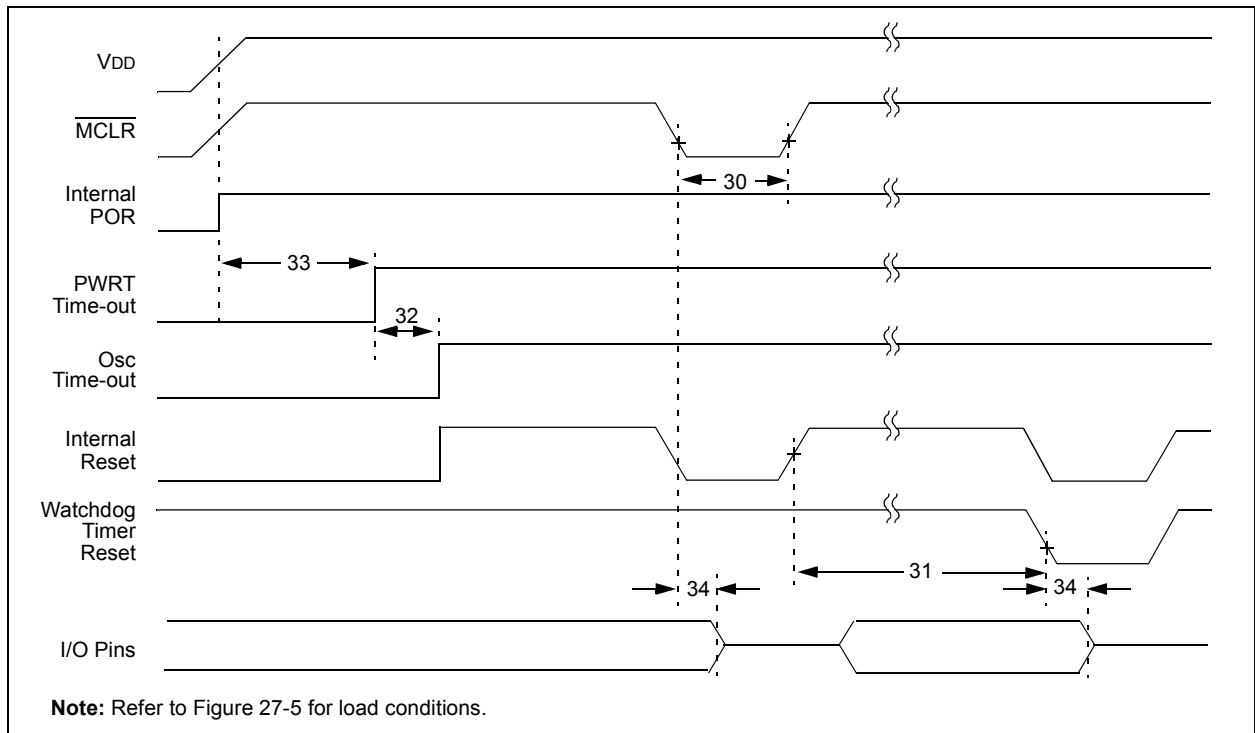 VDD
MCLR
30
Internal
POR
33
PWRT
Time-out
32
Osc
Time-out
Internal
Reset
Watchdog
Timer
Reset
31
34
34
I/O Pins
Note: Refer to Figure 27-5 for load conditions.